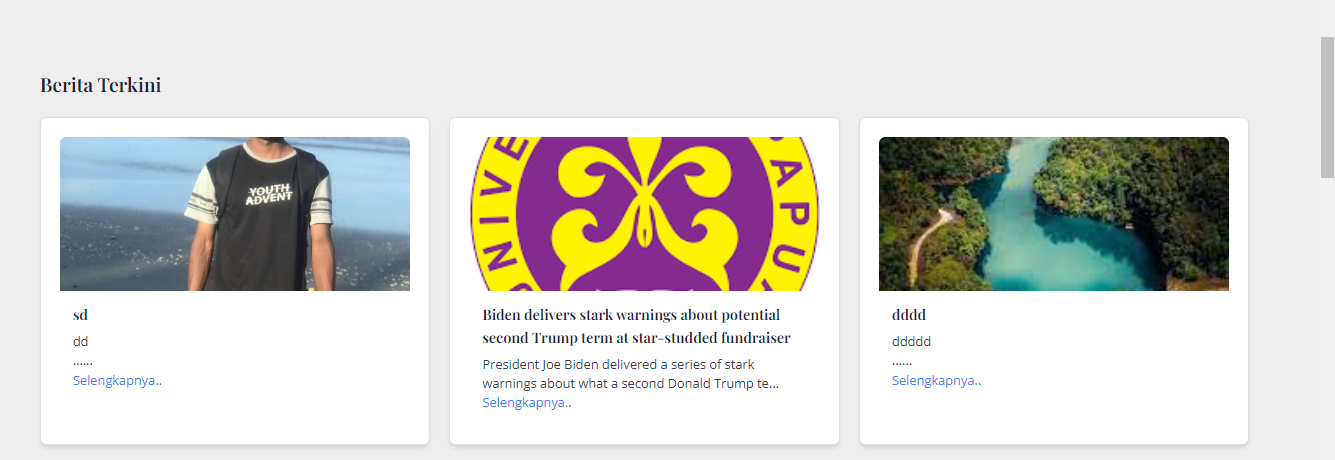 Berita Terkini
YOUTH
ADVENT
NIVE
APU
sd
dd
......
Selengkapnya..
Biden delivers stark warnings about potential
second Trump term at star-studded fundraiser
President Joe Biden delivered a series of stark
warnings about what a second Donald Trump te...
Selengkapnya..
dddd
ddddd
......
Selengkapnya..